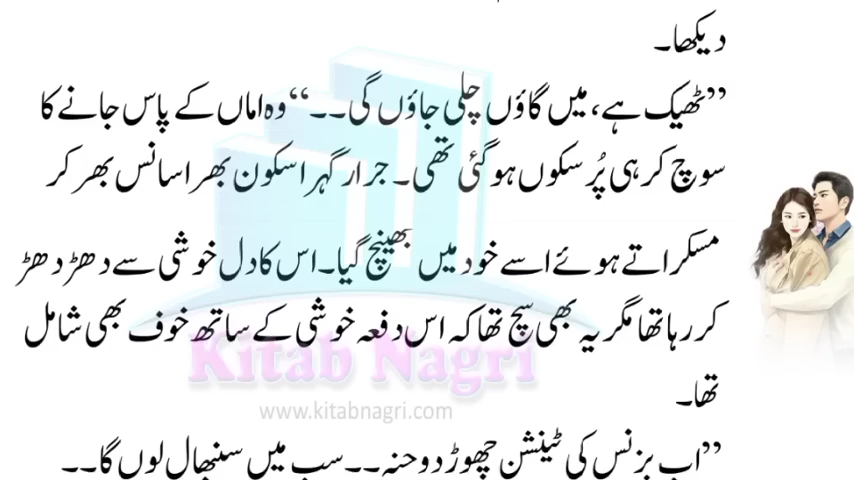 دیکھا۔
”ٹھیک ہے، میں گاؤں چلی جاؤں گی۔۔“وہ اماں کے پاس جانے کا
سوچ کر ہی پُر سکوں ہو گئی تھی۔ جرار گہرا سکون بھرا سانس بھر کر
مسکراتے ہوئے اسے خود میں بھینچ گیا۔اس کا دل خوشی سے دھڑ دھڑ
کر رہا تھا مگر یہ بھی سچ تھا کہ اس دفعہ خوشی کے ساتھ خوف بھی شامل
Kitab Nagri
تھا۔
www.kitabnagri.com
”اب بزنس کی ٹینشن چھوڑ دو حنہ۔۔سب میں سنبھال لوں گا۔۔